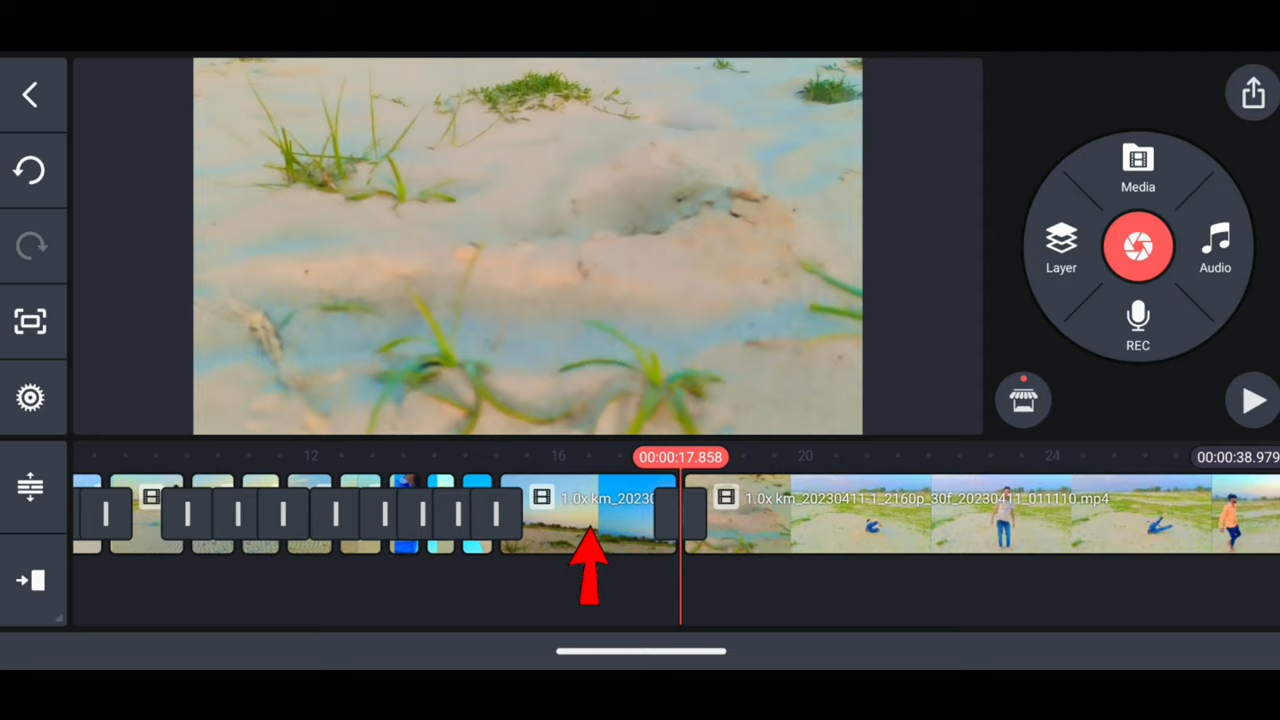 Media
Layer
Audio
REC
12
16
00:00:17.858
20
24
00:00:38.979
1.0x km_20230
1.0x km_20230411-1_2160p_30f_20230411_011110.mp4